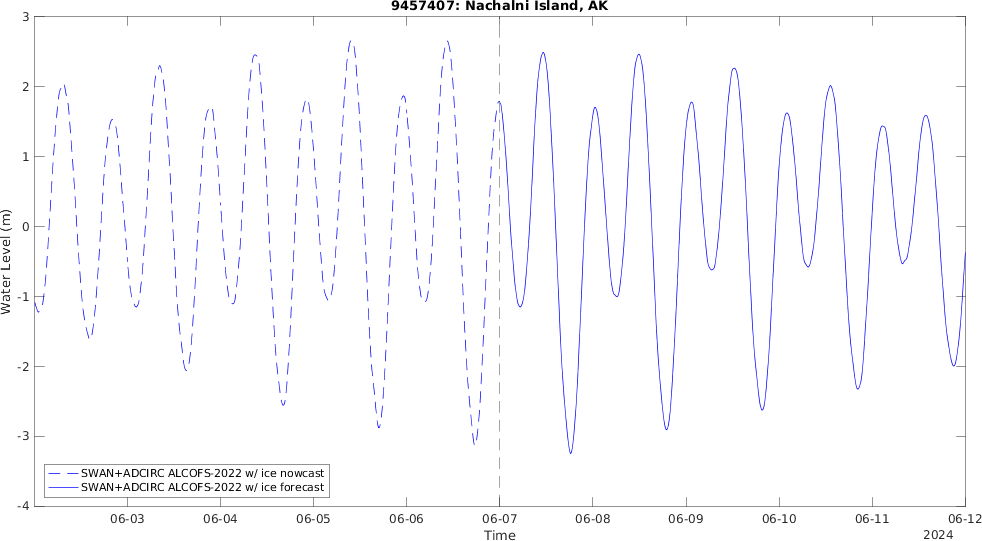 9457407: Nachalni Island, AK
3
2
1
0
-1
-2
-3
-4
Water Level (m)
SWAN+ADCIRC ALCOFS-2022 w/ ice nowcast
SWAN+ADCIRC ALCOFS-2022 w/ ice forecast
06-03 06-04 06-05 06-06 06-07 06-08 06-09 06-10 06-11 06-12
Time
2024